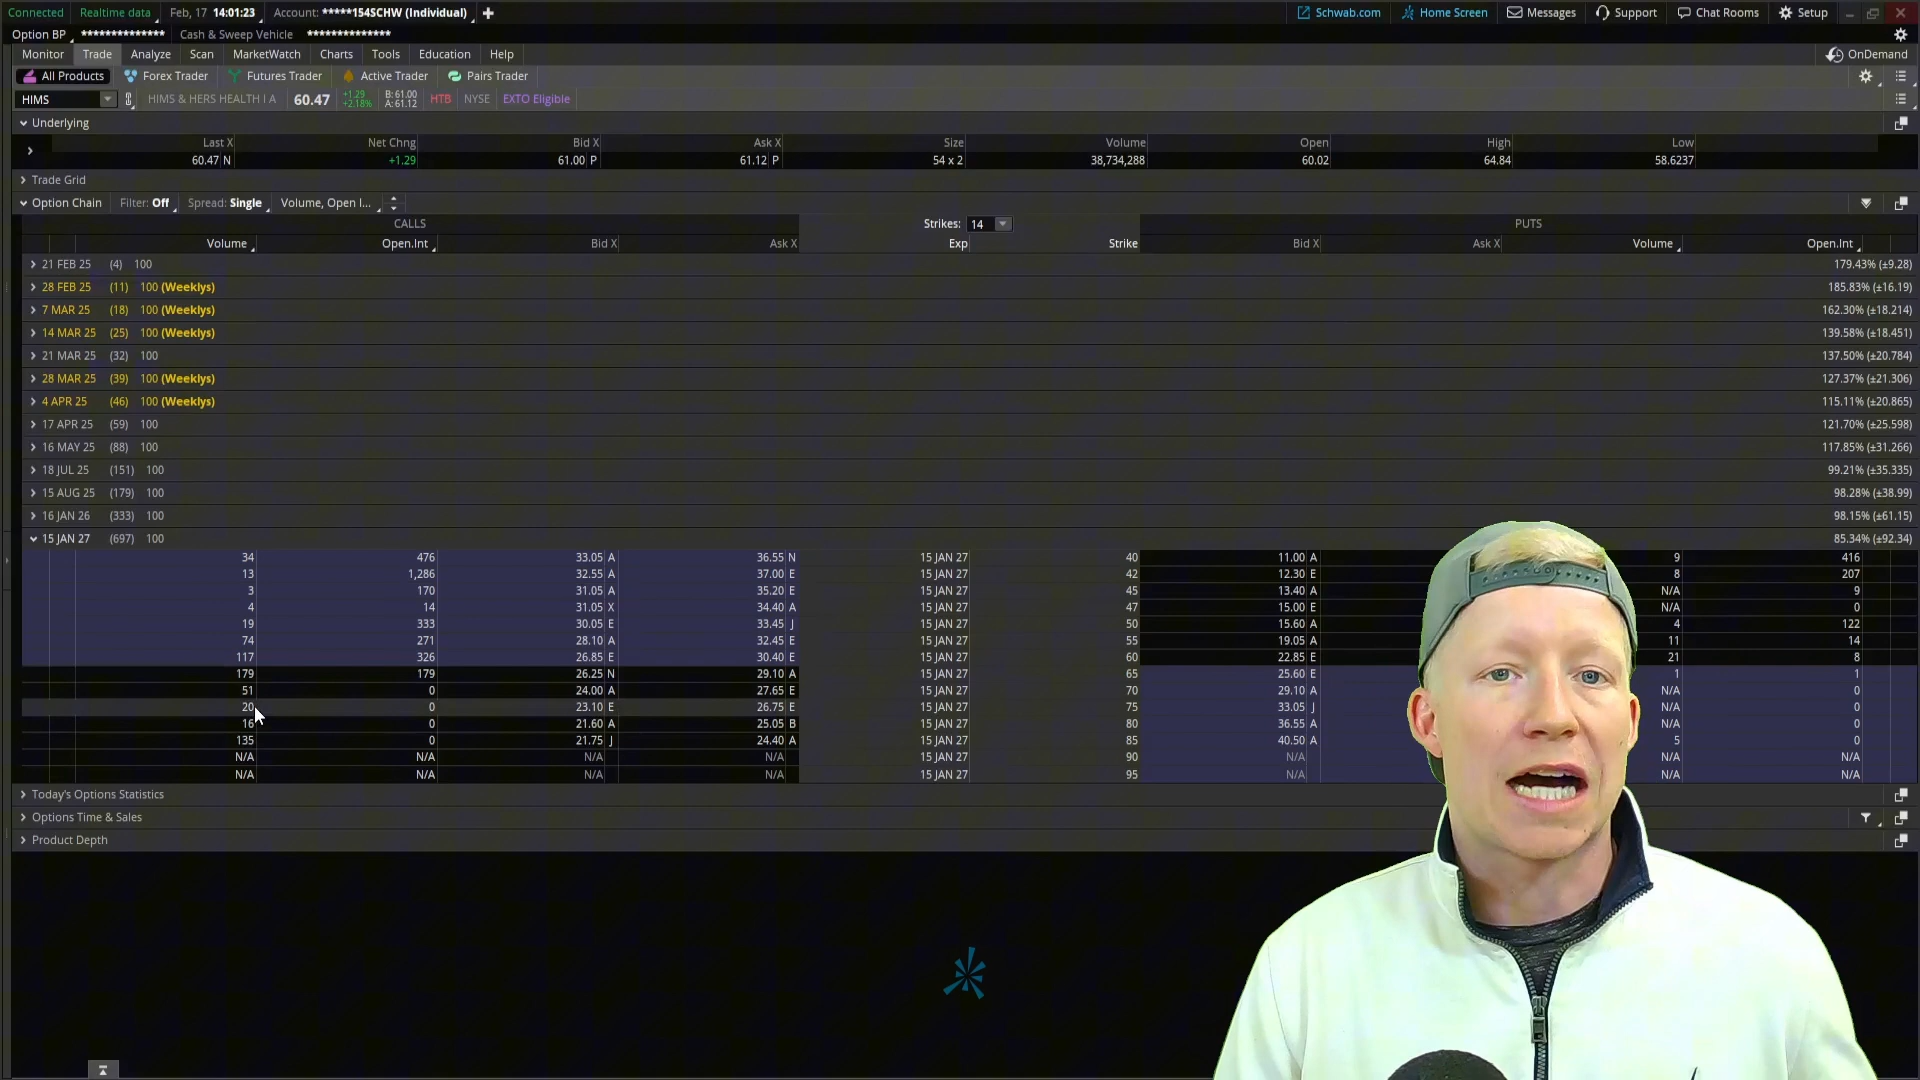 Connected Realtime data Feb, 17 14:01:23 Account: *****154SCHW (Individual) Schwab.com Home Screen Messages Support Chat Rooms Setup
Option BP ************** Cash & Sweep Vehicle **************
Monitor Trade Analyze Scan MarketWatch Charts Tools Education Help OnDemand
All Products Forex Trader Futures Trader Active Trader Pairs Trader
HIMS HIMS & HERS HEALTH I A 60.47 +1.29 +2.18% B: 61.00 A: 61.12 HTB NYSE EXTO Eligible
Underlying
Last X Net Chng Bid X Ask X Size Volume Open High Low
60.47 N +1.29 61.00 P 61.12 P 54 x 2 38,734,288 60.02 64.84 58.6237
Trade Grid
Option Chain Filter: Off Spread: Single Volume, Open I...
CALLS Strikes: 14 PUTS
Volume Open.Int Bid X Ask X Exp Strike Bid X Ask X Volume Open.Int
21 FEB 25 (4) 100 179.43% (±9.28)
28 FEB 25 (11) 100 (Weeklys) 185.83% (±16.19)
7 MAR 25 (18) 100 (Weeklys) 162.30% (±18.214)
14 MAR 25 (25) 100 (Weeklys) 139.58% (±18.451)
21 MAR 25 (32) 100 137.50% (±20.784)
28 MAR 25 (39) 100 (Weeklys) 127.37% (±21.306)
4 APR 25 (46) 100 (Weeklys) 115.11% (±20.865)
17 APR 25 (59) 100 121.70% (±25.598)
16 MAY 25 (88) 100 117.85% (±31.266)
18 JUL 25 (151) 100 99.21% (±35.335)
15 AUG 25 (179) 100 98.28% (±38.99)
16 JAN 26 (333) 100 98.15% (±61.15)
15 JAN 27 (697) 100 85.34% (±92.34)
34 476 33.05 A 36.55 N 15 JAN 27 40 11.00 A 9 416
13 1,286 32.55 A 37.00 E 15 JAN 27 42 12.30 E 8 207
3 170 31.05 A 35.20 E 15 JAN 27 45 13.40 A N/A 9
4 14 31.05 X 34.40 A 15 JAN 27 47 15.00 E N/A 0
19 333 30.05 E 33.45 J 15 JAN 27 50 15.60 A 4 122
74 271 28.10 A 32.45 E 15 JAN 27 55 19.05 A 11 14
117 326 26.85 E 30.40 E 15 JAN 27 60 22.85 E 21 8
179 179 26.25 N 29.10 A 15 JAN 27 65 25.60 E 1 1
51 0 24.00 A 27.65 E 15 JAN 27 70 29.10 A N/A 0
20 0 23.10 E 26.75 E 15 JAN 27 75 33.05 J N/A 0
16 0 21.60 A 25.05 B 15 JAN 27 80 36.55 A N/A 0
135 0 21.75 J 24.40 A 15 JAN 27 85 40.50 A 5 0
N/A N/A N/A N/A 15 JAN 27 90 N/A N/A N/A
N/A N/A N/A N/A 15 JAN 27 95 N/A N/A N/A
Today's Options Statistics
Options Time & Sales
Product Depth